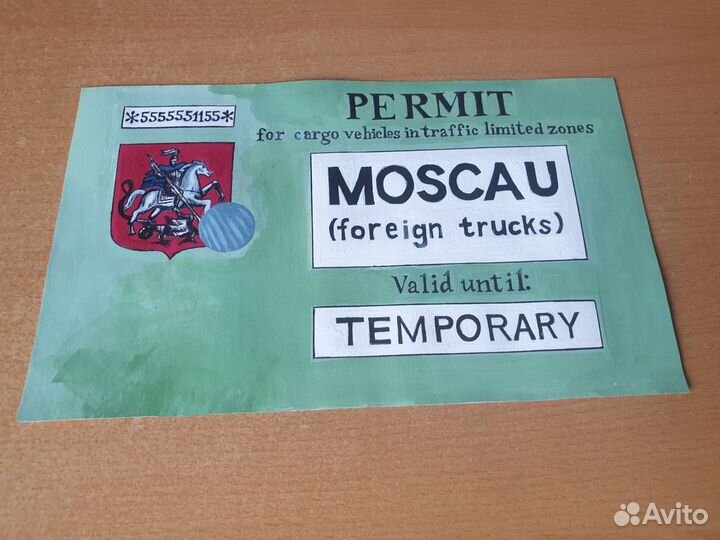 *5555551155*
PERMIT
for cargo vehicles in traffic limited zones
MOSCAU
(foreign trucks)
Valid until:
TEMPORARY
Avito